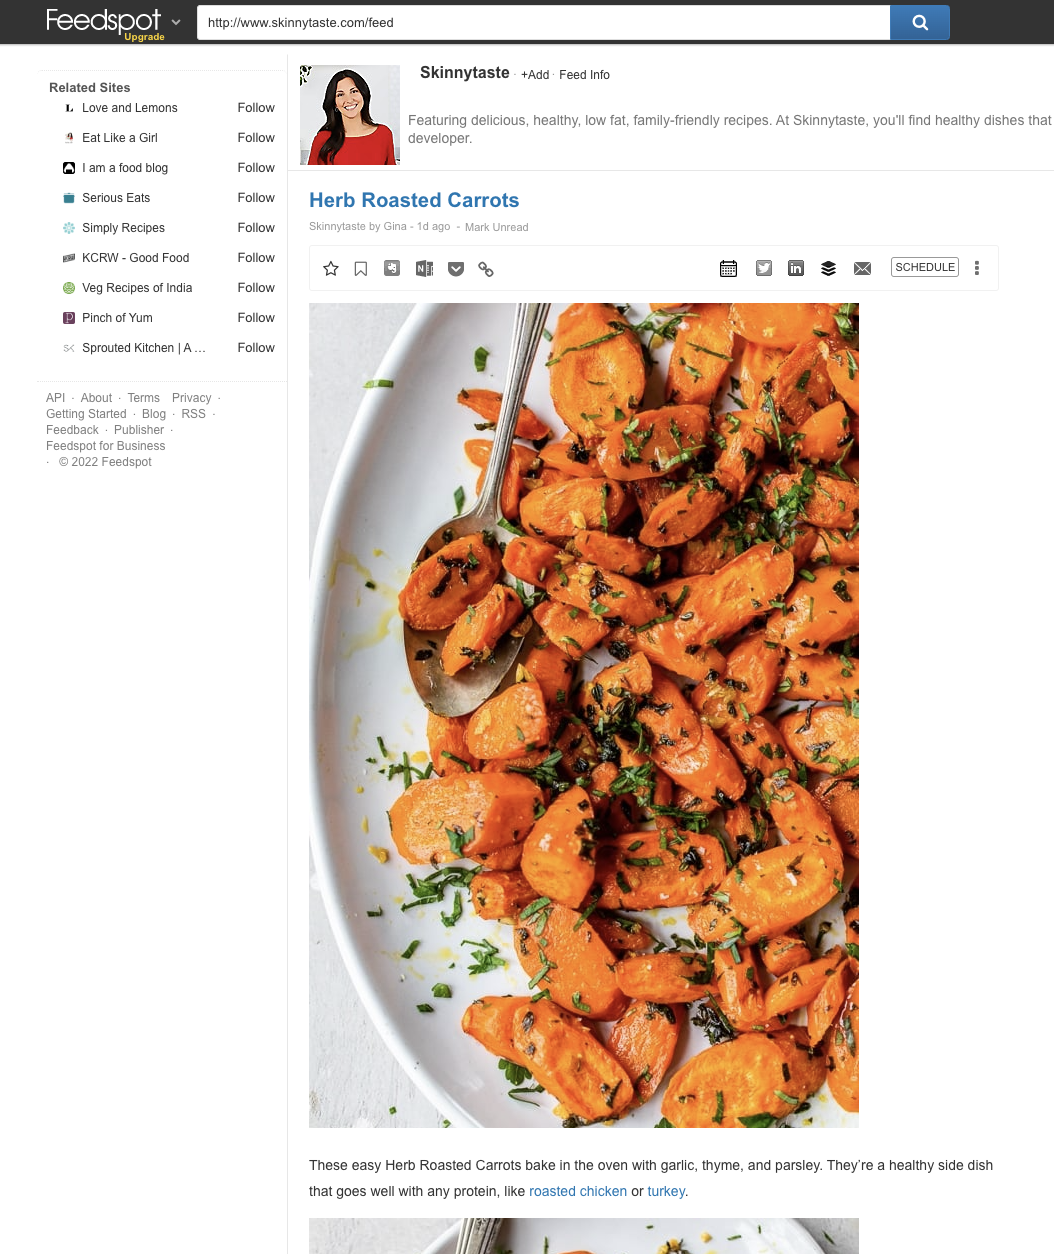 Feedspot
Upgrade
http://www.skinnytaste.com/feed
Related Sites
Love and Lemons Follow
Eat Like a Girl Follow
I am a food blog Follow
Serious Eats Follow
Simply Recipes Follow
KCRW - Good Food Follow
Veg Recipes of India Follow
Pinch of Yum Follow
Sprouted Kitchen | A ... Follow
API · About · Terms Privacy ·
Getting Started · Blog · RSS ·
Feedback · Publisher ·
Feedspot for Business
· © 2022 Feedspot
Skinnytaste · +Add · Feed Info
Featuring delicious, healthy, low fat, family-friendly recipes. At Skinnytaste, you'll find healthy dishes that
developer.
Herb Roasted Carrots
Skinnytaste by Gina - 1d ago - Mark Unread
SCHEDULE
These easy Herb Roasted Carrots bake in the oven with garlic, thyme, and parsley. They're a healthy side dish
that goes well with any protein, like roasted chicken or turkey.